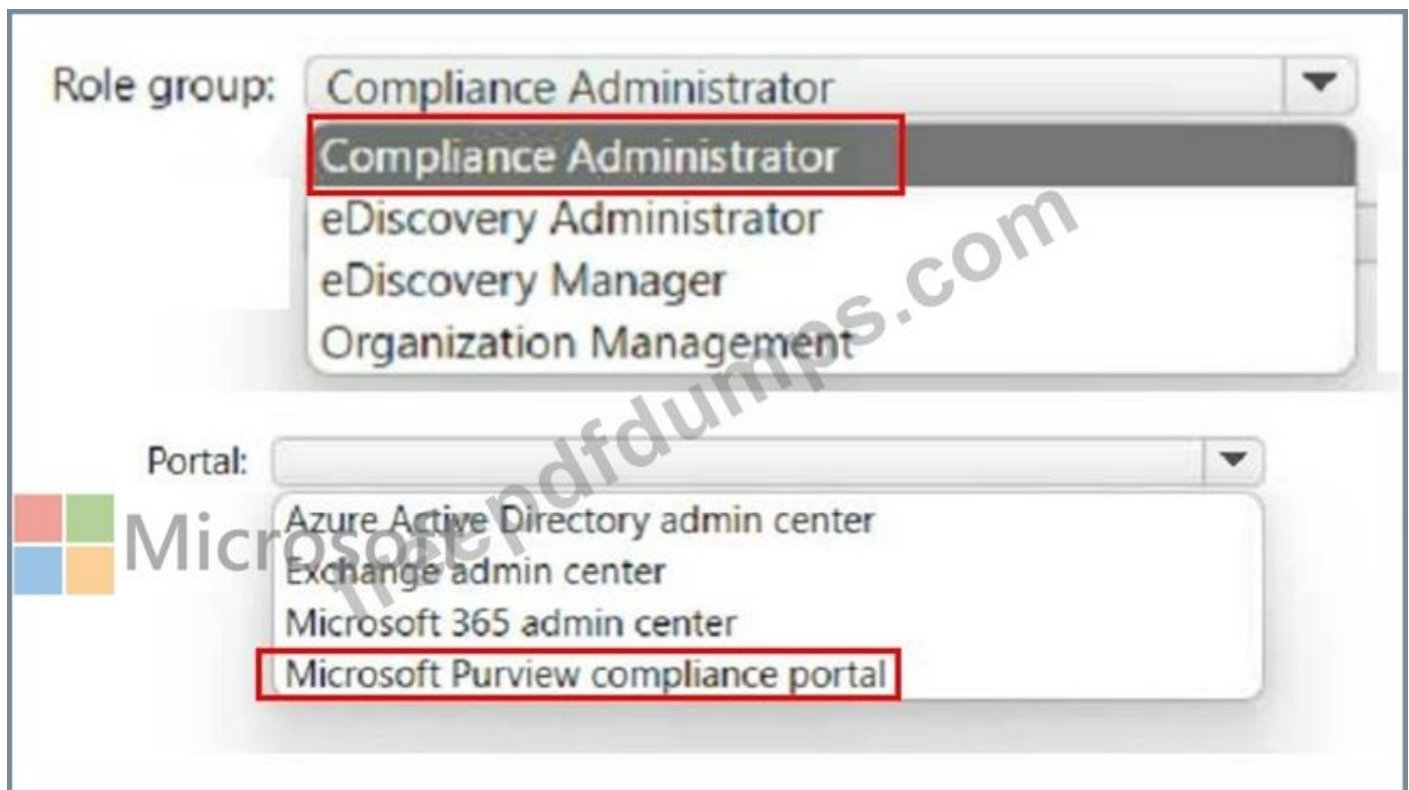 Role group: Compliance Administrator
Compliance Administrator
eDiscovery Administrator
eDiscovery Manager
Organization Management
Portal:
Azure Active Directory admin center
Exchange admin center
Microsoft 365 admin center
Microsoft Purview compliance portal
Microsoft
freepdfdumps.com